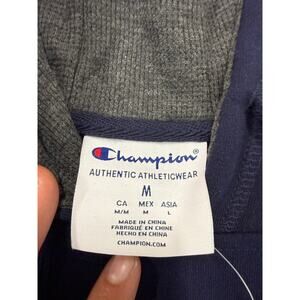 Champion
AUTHENTIC ATHLETICWEAR
M
CA MEX ASIA
M/M M L
MADE IN CHINA
FABRIQUÉ EN CHINE
HECHO EN CHINA
CHAMPION.COM